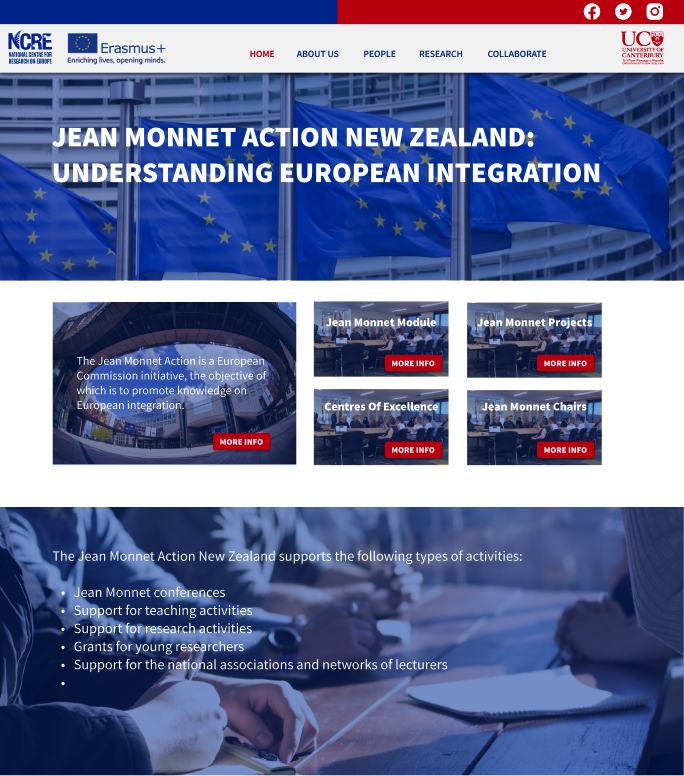 NCRE
NATIONAL CENTRE FOR
RESEARCH ON EUROPE
Erasmus+
Enriching lives, opening minds.
HOME
ABOUT US
PEOPLE
RESEARCH
COLLABORATE
UC
UNIVERSITY OF
CANTERBURY
JEAN MONNET ACTION NEW ZEALAND:
UNDERSTANDING EUROPEAN INTEGRATION
The Jean Monnet Action is a European
Commission initiative, the objective of
which is to promote knowledge on
European integration.
MORE INFO
Jean Monnet Module
MORE INFO
Jean Monnet Projects
MORE INFO
Centres Of Excellence
MORE INFO
Jean Monnet Chairs
MORE INFO
The Jean Monnet Action New Zealand supports the following types of activities:
• Jean Monnet conferences
• Support for teaching activities
• Support for research activities
• Grants for young researchers
• Support for the national associations and networks of lecturers
•